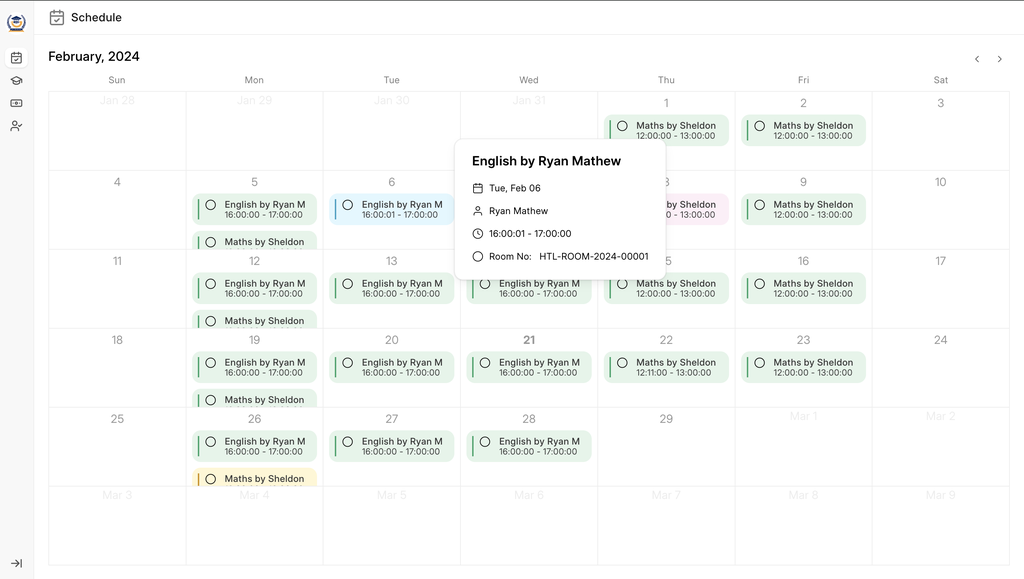 Schedule
February, 2024
Sun Mon Tue Wed Thu Fri Sat
Jan 28 Jan 29 Jan 30 Jan 31 1 2 3
Maths by Sheldon
12:00:00 - 13:00:00
Maths by Sheldon
12:00:00 - 13:00:00
English by Ryan Mathew
Tue, Feb 06
Ryan Mathew
16:00:01 - 17:00:00
Room No: HTL-ROOM-2024-00001
4 5 6 8 9 10
English by Ryan M
16:00:00 - 17:00:00
Maths by Sheldon
English by Ryan M
16:00:01 - 17:00:00
by Sheldon
- 13:00:00
Maths by Sheldon
12:00:00 - 13:00:00
11 12 13 5 16 17
English by Ryan M
16:00:00 - 17:00:00
Maths by Sheldon
English by Ryan M
16:00:00 - 17:00:00
English by Ryan M
16:00:00 - 17:00:00
Maths by Sheldon
12:00:00 - 13:00:00
Maths by Sheldon
12:00:00 - 13:00:00
18 19 20 21 22 23 24
English by Ryan M
16:00:00 - 17:00:00
Maths by Sheldon
English by Ryan M
16:00:00 - 17:00:00
English by Ryan M
16:00:00 - 17:00:00
Maths by Sheldon
12:11:00 - 13:00:00
Maths by Sheldon
12:00:00 - 13:00:00
25 26 27 28 29 Mar 1 Mar 2
English by Ryan M
16:00:00 - 17:00:00
Maths by Sheldon
English by Ryan M
16:00:00 - 17:00:00
English by Ryan M
16:00:00 - 17:00:00
Mar 3 Mar 4 Mar 5 Mar 6 Mar 7 Mar 8 Mar 9